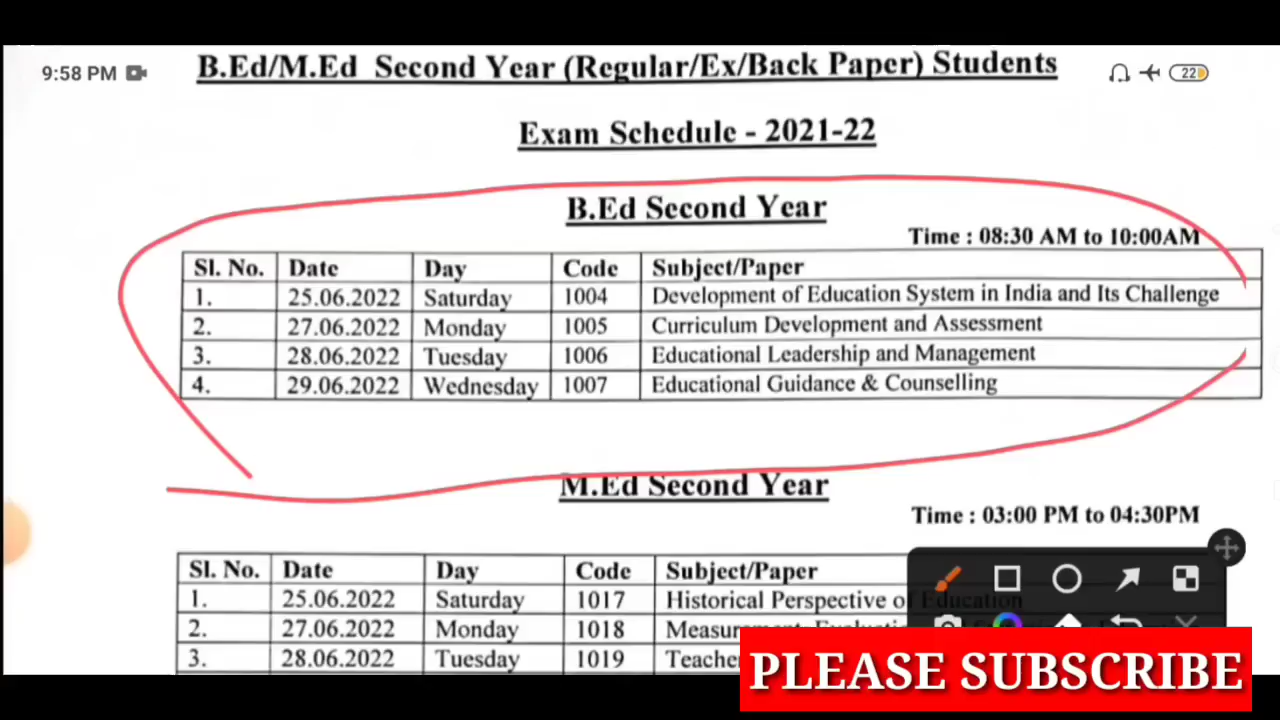 B.Ed/M.Ed Second Year (Regular/Ex/Back Paper) Students
9:58 PM
22
Exam Schedule - 2021-22
B.Ed Second Year
Time : 08:30 AM to 10:00AM
Sl. No. Date Day Code Subject/Paper
1. 25.06.2022 Saturday 1004 Development of Education System in India and Its Challenge
2. 27.06.2022 Monday 1005 Curriculum Development and Assessment
3. 28.06.2022 Tuesday 1006 Educational Leadership and Management
4. 29.06.2022 Wednesday 1007 Educational Guidance & Counselling
M.Ed Second Year
Time : 03:00 PM to 04:30PM
Sl. No. Date Day Code Subject/Paper
1. 25.06.2022 Saturday 1017 Historical Perspective of Education
2. 27.06.2022 Monday 1018
3. 28.06.2022 Tuesday 1019
PLEASE SUBSCRIBE